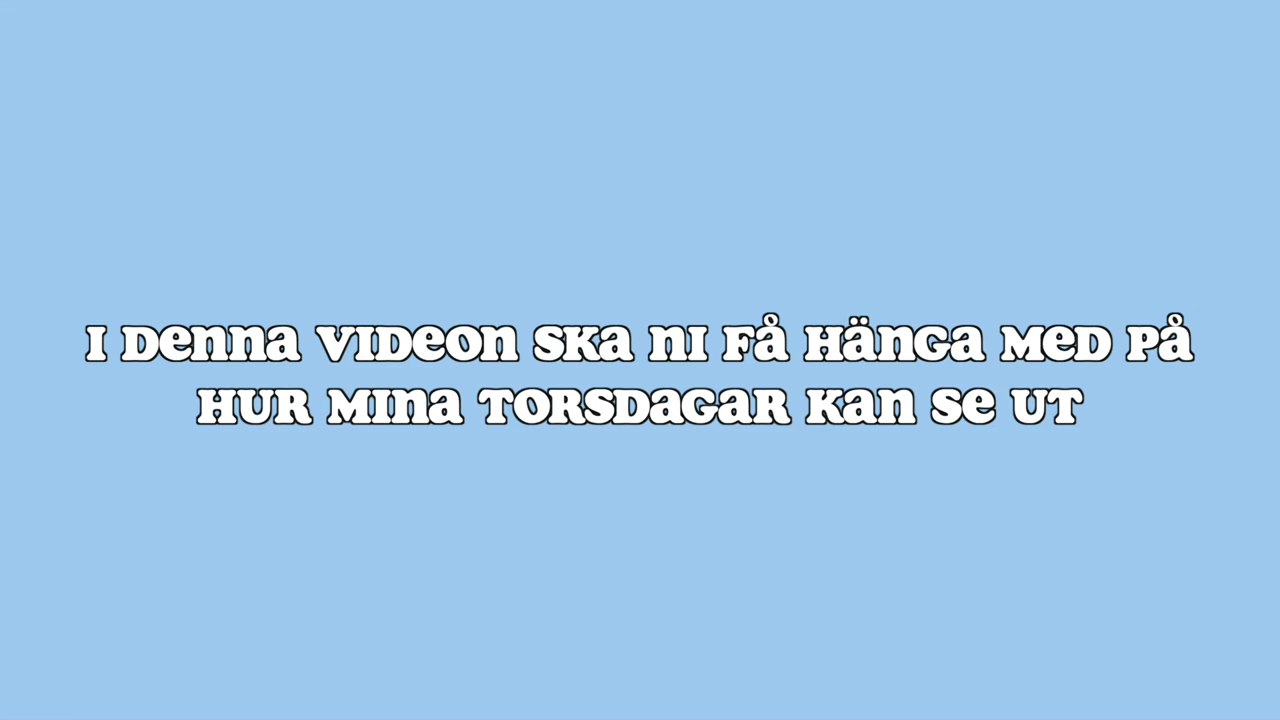 I Denna VIDeon SKa nI Få Hänga MeD På
HUR MIna TORSDaGaR Kan Se UT